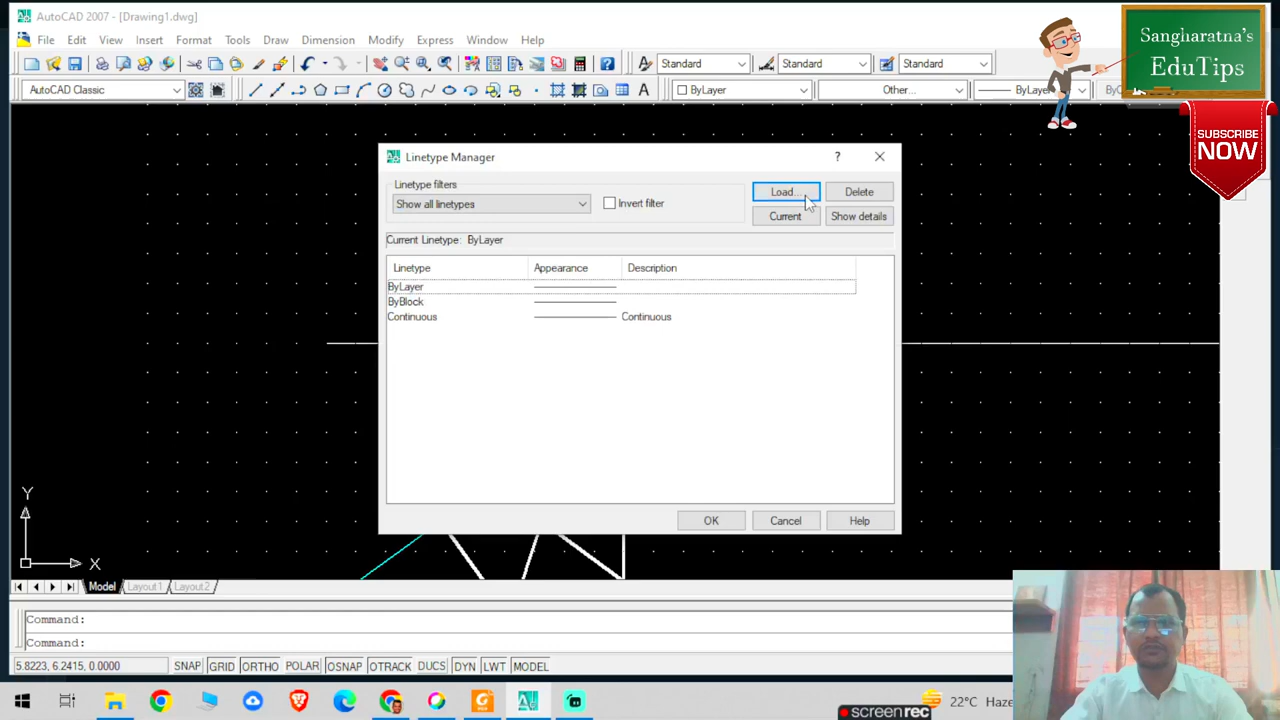 AutoCAD 2007 - [Drawing1.dwg]
File Edit View Insert Format Tools Draw Dimension Modify Express Window Help
Standard Standard Standard
AutoCAD Classic ByLayer Other... ByLayer
Sangharatna's
EduTips
SUBSCRIBE
NOW
Linetype Manager ?
Linetype filters
Show all linetypes Invert filter
Load... Delete
Current Show details
Current Linetype: ByLayer
Linetype Appearance Description
ByLayer
ByBlock
Continuous Continuous
OK Cancel Help
Y
X
Model Layout1 Layout2
Command:
Command:
5.8223, 6.2415, 0.0000 SNAP GRID ORTHO POLAR OSNAP OTRACK DUCS DYN LWT MODEL
22°C
screenrec